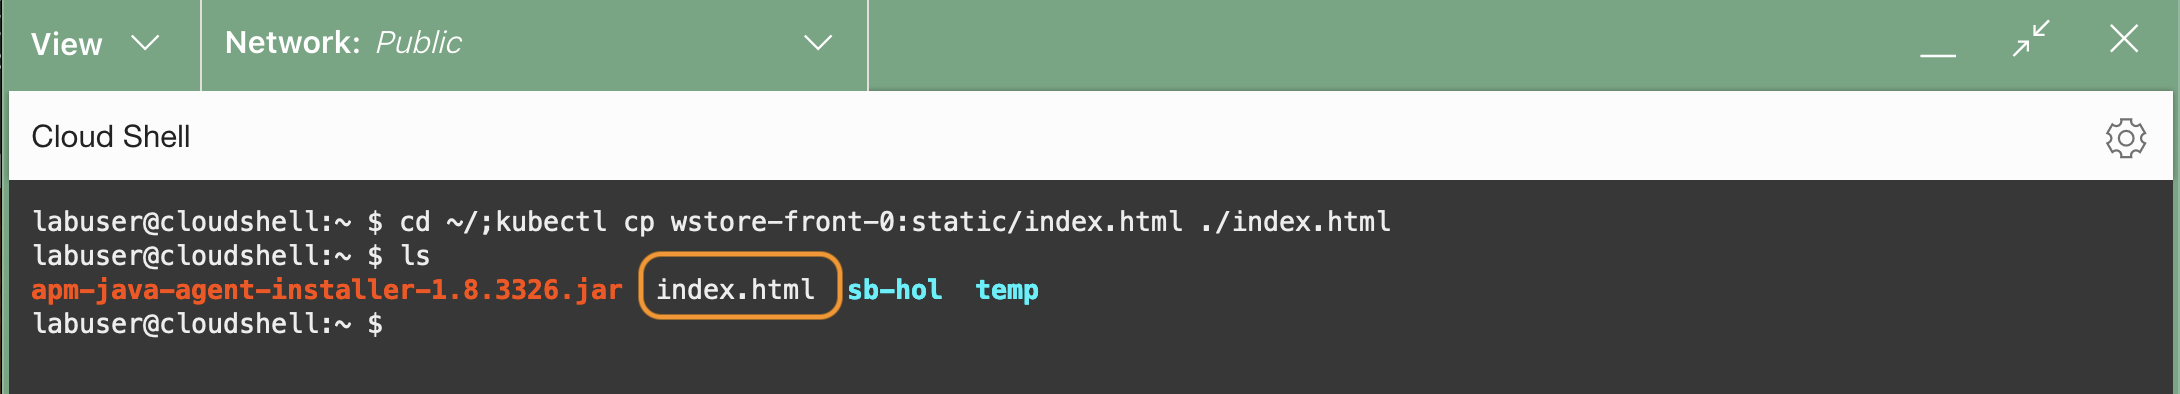 View Network: Public
Cloud Shell
labuser@cloudshell:~ $ cd ~/;kubectl cp wstore-front-0:static/index.html ./index.html
labuser@cloudshell:~ $ ls
apm-java-agent-installer-1.8.3326.jar index.html sb-hol temp
labuser@cloudshell:~ $